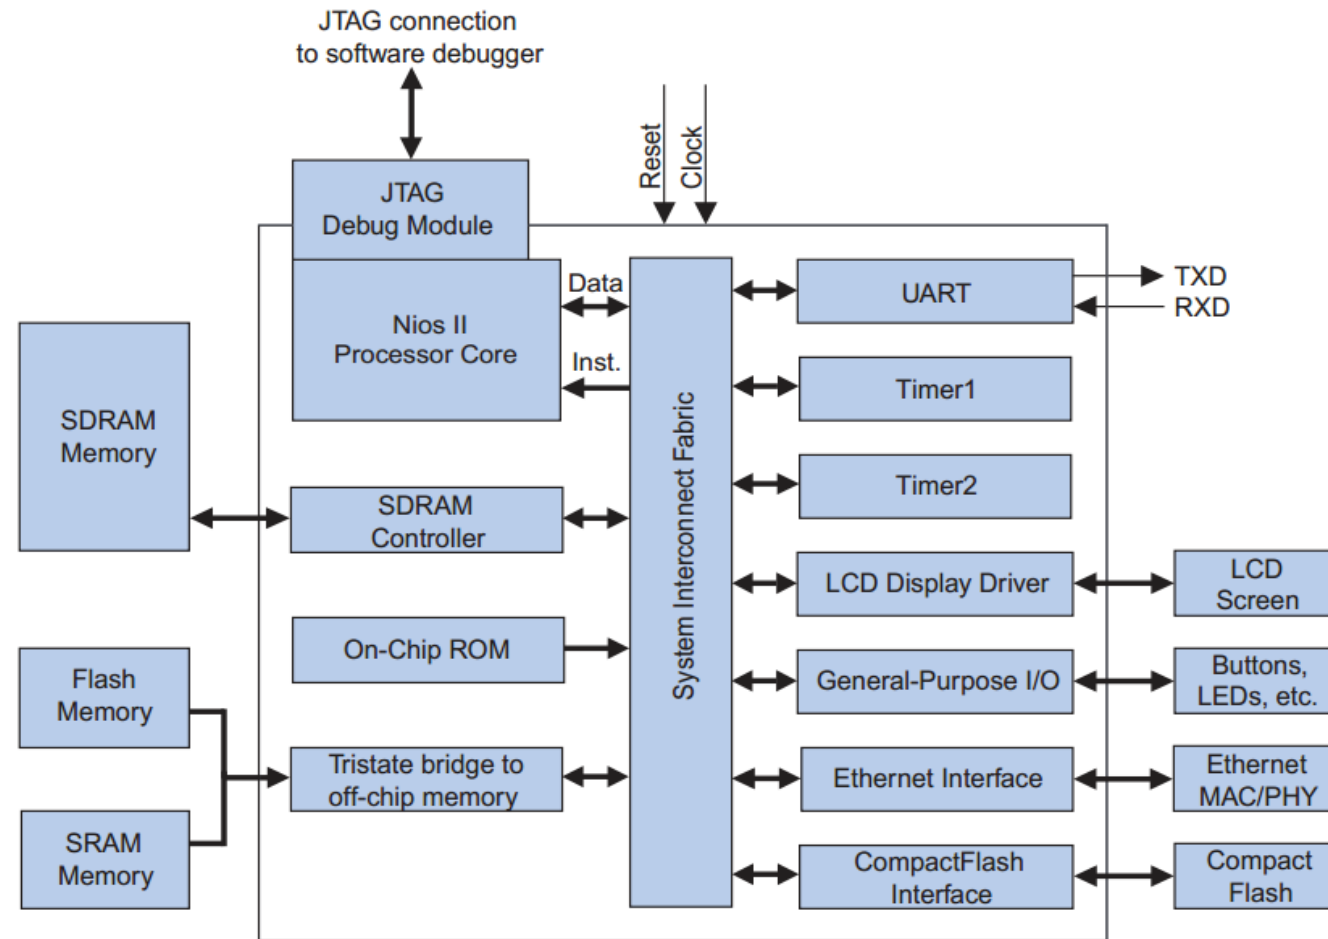 JTAG connection
to software debugger
Reset
Clock
JTAG
Debug Module
Nios II
Processor Core
Data
Inst.
SDRAM
Memory
SDRAM
Controller
On-Chip ROM
Flash
Memory
Tristate bridge to
off-chip memory
SRAM
Memory
System Interconnect Fabric
UART
TXD
RXD
Timer1
Timer2
LCD Display Driver
LCD
Screen
General-Purpose I/O
Buttons,
LEDs, etc.
Ethernet Interface
Ethernet
MAC/PHY
CompactFlash
Interface
Compact
Flash